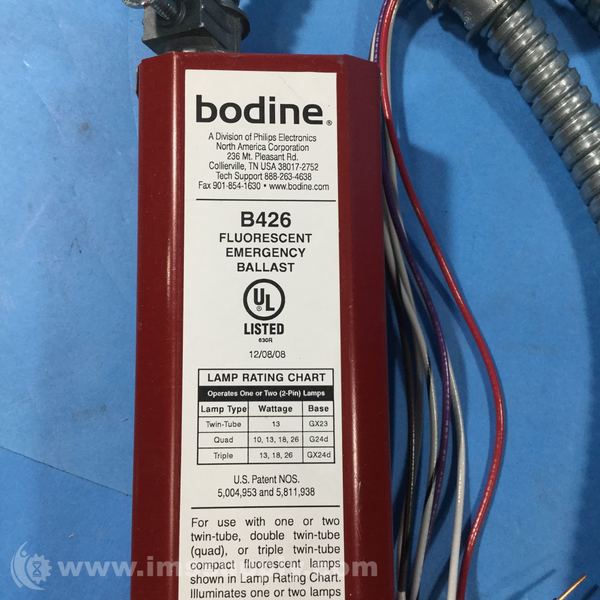 bodine®
A Division of Philips Electronics
North America Corporation
236 Mt. Pleasant Rd.
Collierville, TN USA 38017-2752
Tech Support 888-263-4638
Fax 901-854-1630 • www.bodine.com
B426
FLUORESCENT
EMERGENCY
BALLAST
UL
LISTED
630R
12/08/08
LAMP RATING CHART
Operates One or Two (2-Pin) Lamps
Lamp Type Wattage Base
Twin-Tube 13 GX23
Quad 10, 13, 18, 26 G24d
Triple 13, 18, 26 GX24d
U.S. Patent NOS.
5,004,953 and 5,811,938
For use with one or two
twin-tube, double twin-tube
(quad), or triple twin-tube
compact fluorescent lamps
shown in Lamp Rating Chart.
Illuminates one or two lamps